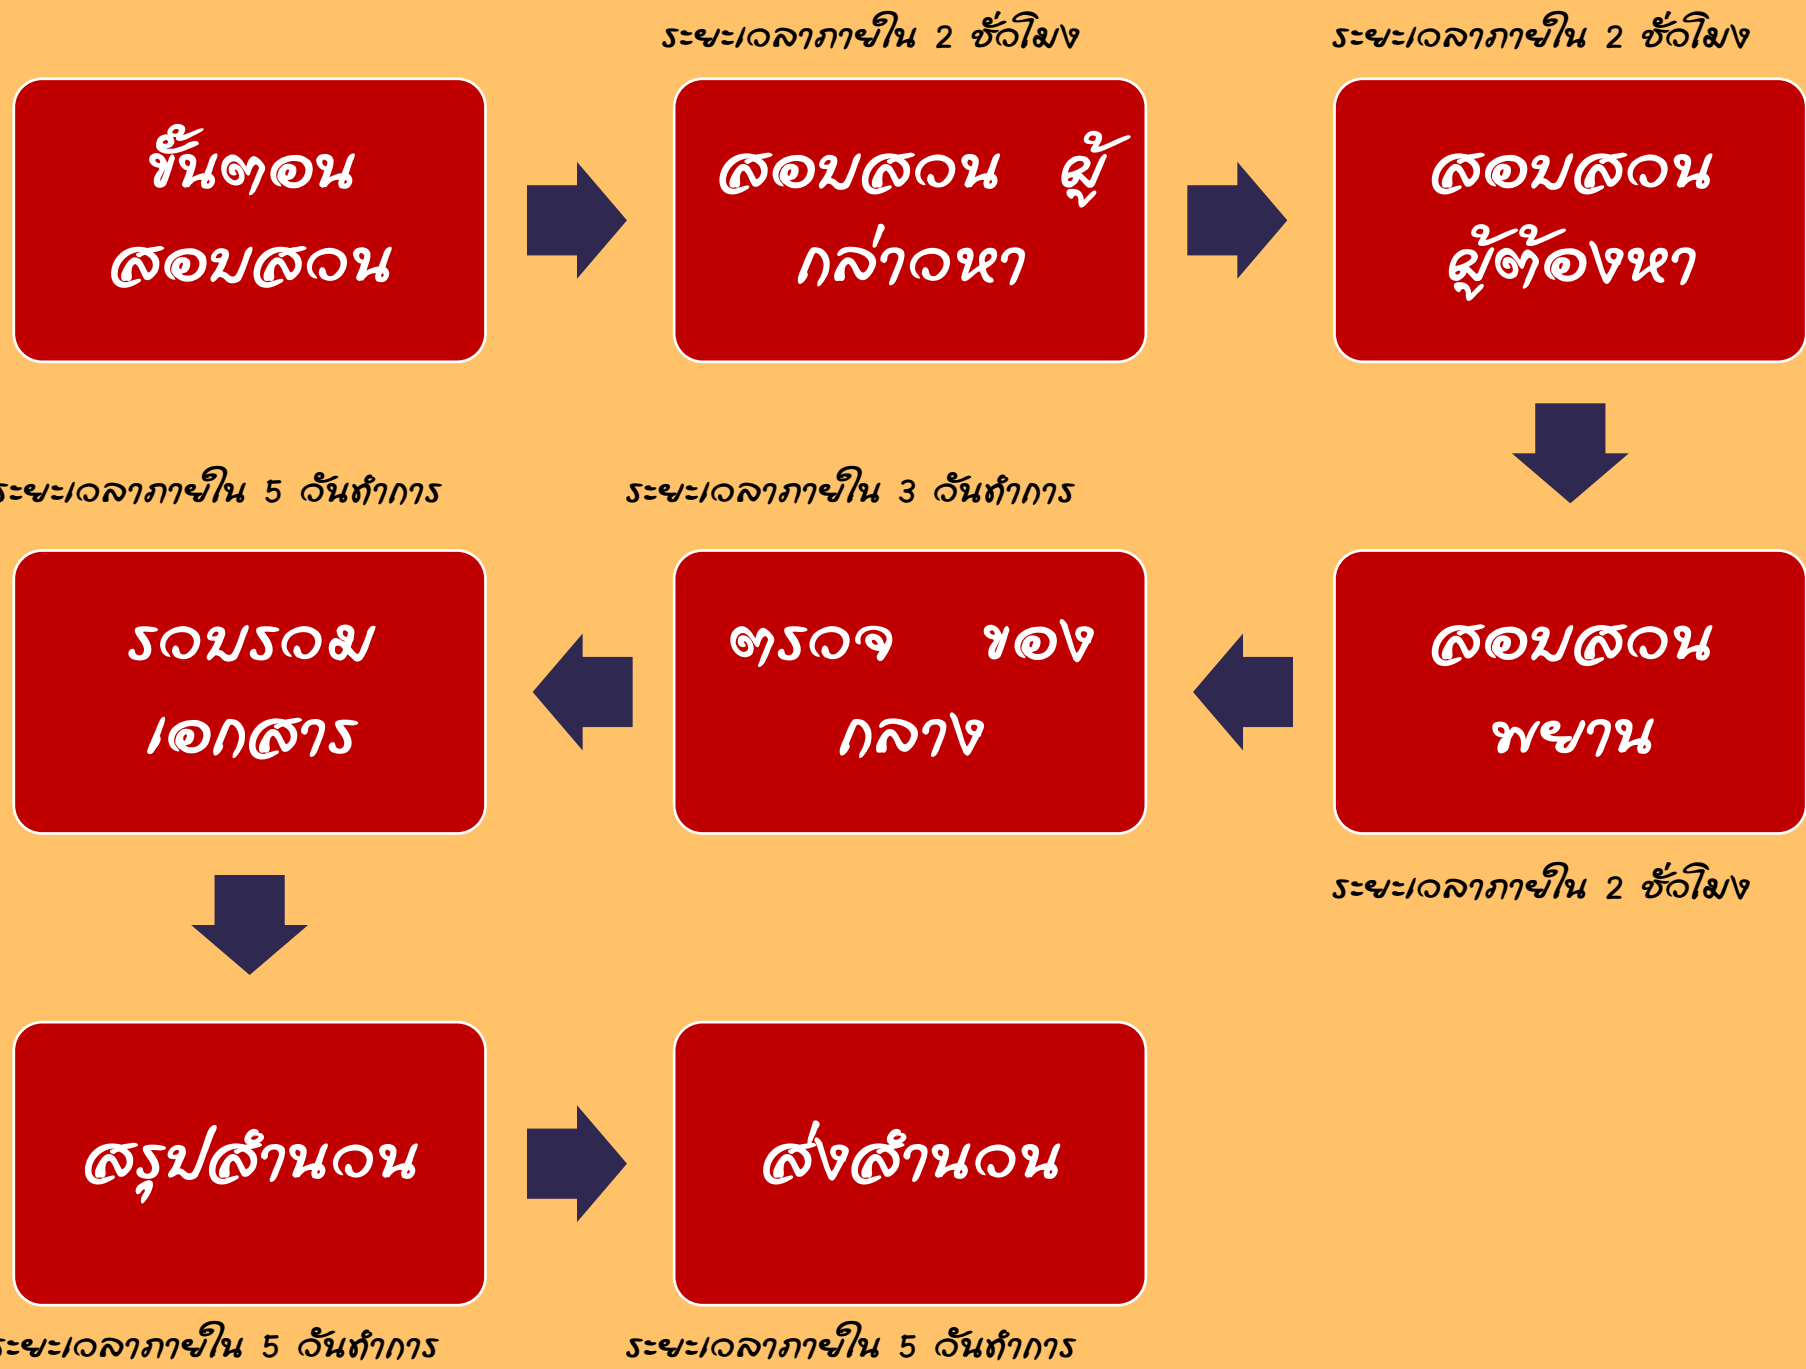 ระยะเวลาภายใน 2 ชั่วโมง
ระยะเวลาภายใน 2 ชั่วโมง
ขั้นตอน
สอบสวน
สอบสวน ผู้
กล่าวหา
สอบสวน
ผู้ต้องหา
ระยะเวลาภายใน 5 วันทำการ
ระยะเวลาภายใน 3 วันทำการ
รวบรวม
เอกสาร
ตรวจ ของ
กลาง
สอบสวน
พยาน
ระยะเวลาภายใน 2 ชั่วโมง
สรุปสำนวน
ส่งสำนวน
ระยะเวลาภายใน 5 วันทำการ
ระยะเวลาภายใน 5 วันทำการ